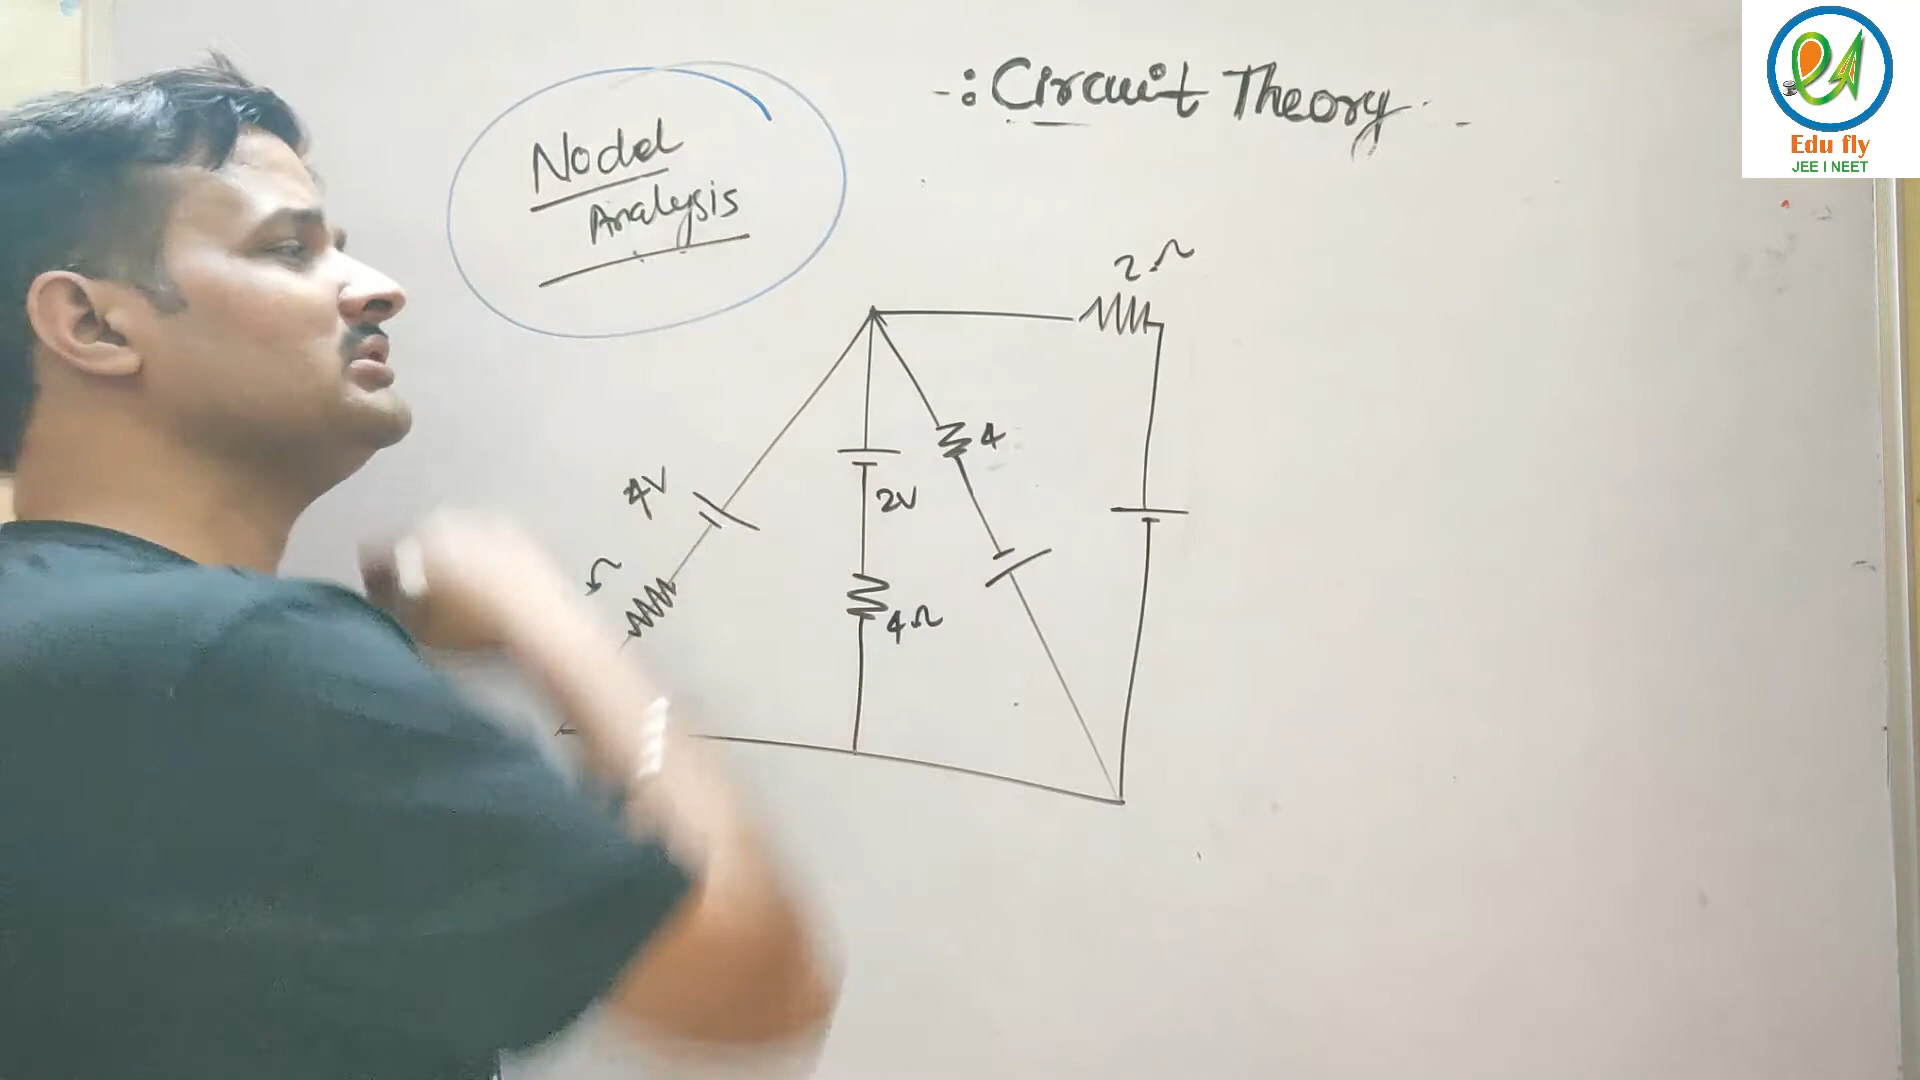 -: Circuit Theory -
Nodal
Analysis
Edu fly
JEE I NEET
2Ω
4
4V
2V
4Ω